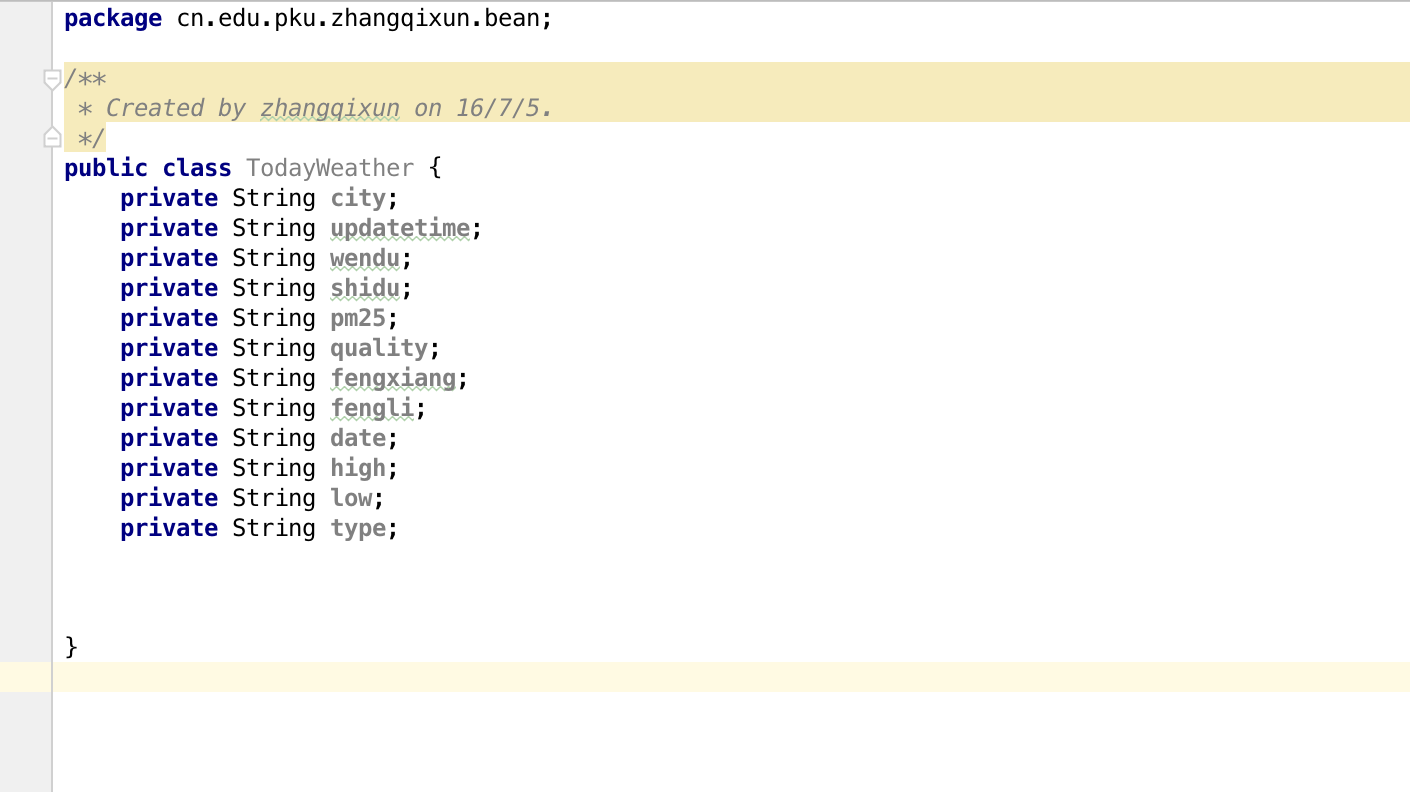 package cn.edu.pku.zhangqixun.bean;
/**
 * Created by zhangqixun on 16/7/5.
 */
public class TodayWeather {
    private String city;
    private String updatetime;
    private String wendu;
    private String shidu;
    private String pm25;
    private String quality;
    private String fengxiang;
    private String fengli;
    private String date;
    private String high;
    private String low;
    private String type;
}